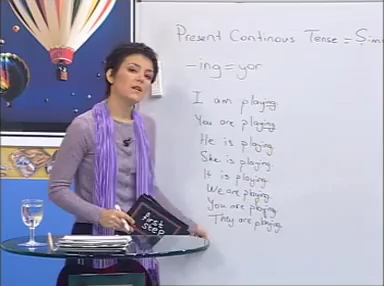 Present Continous Tense = Sim
-ing = yor
I am playing.
You are playing.
He is playing.
She is playing.
It is playing.
We are playing.
You are playing.
They are playing.
first
step